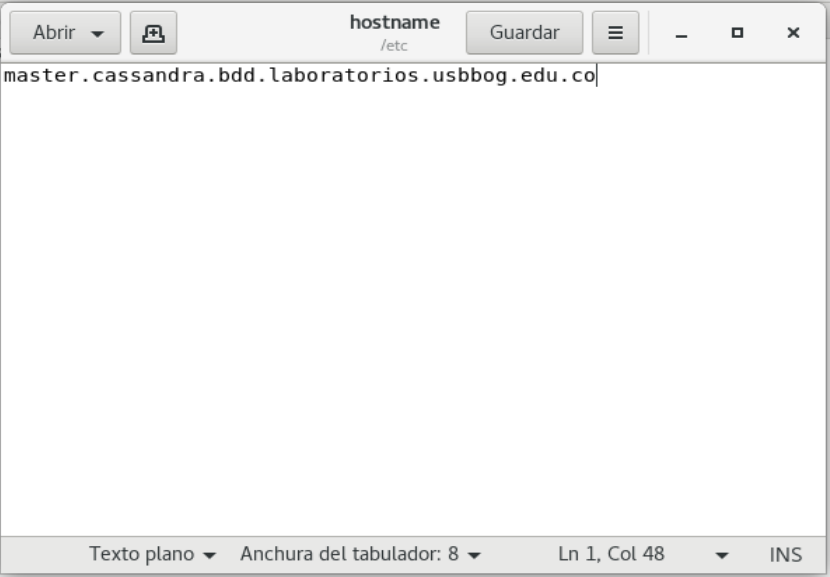 Abrir
hostname
/etc
Guardar
master.cassandra.bdd.laboratorios.usbbog.edu.co
Texto plano
Anchura del tabulador: 8
Ln 1, Col 48
INS